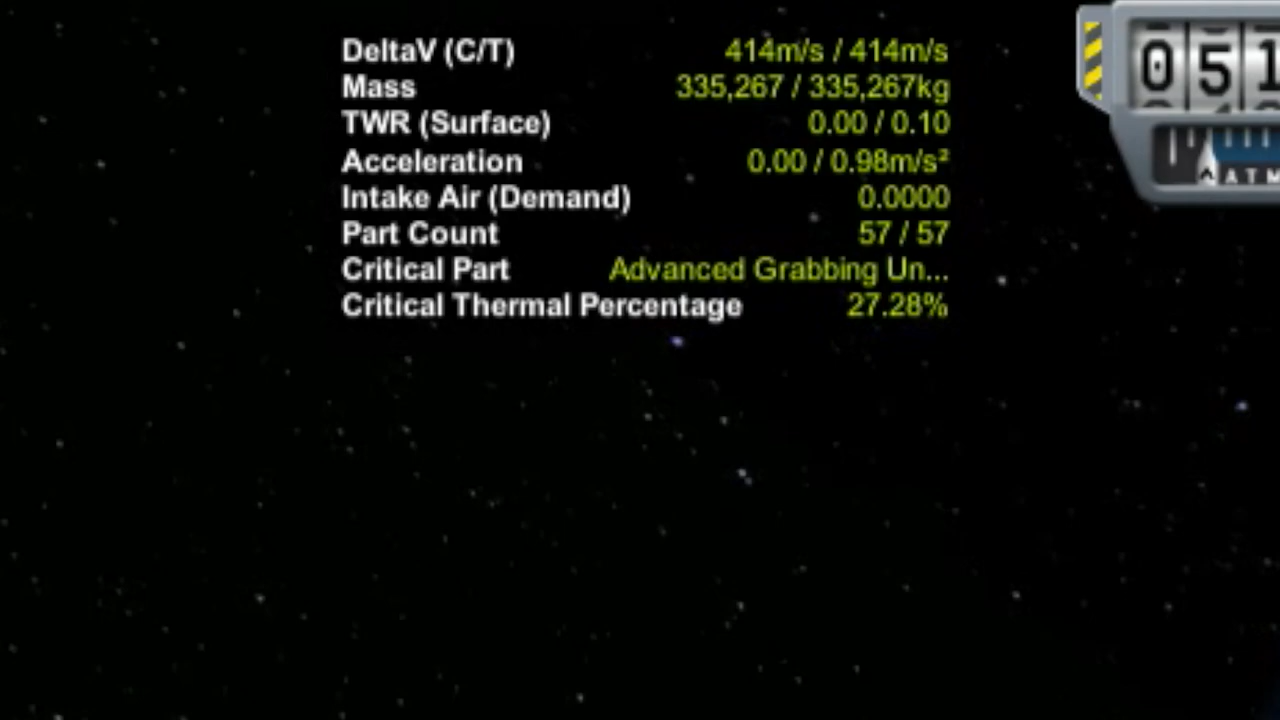 DeltaV (C/T) 414m/s / 414m/s
Mass 335,267 / 335,267kg
TWR (Surface) 0.00 / 0.10
Acceleration 0.00 / 0.98m/s²
Intake Air (Demand) 0.0000
Part Count 57 / 57
Critical Part Advanced Grabbing Un...
Critical Thermal Percentage 27.28%
051
ATM